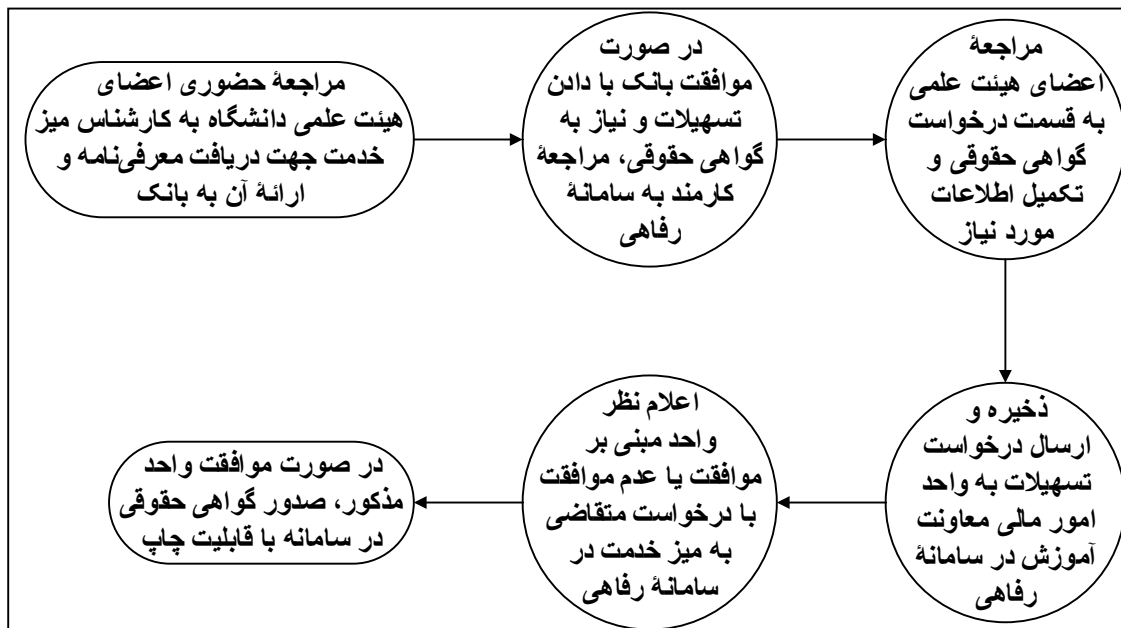 مراجعهٔ حضوری اعضای
هیئت علمی دانشگاه به کارشناس میز
خدمت جهت دریافت معرفی‌نامه و
ارائهٔ آن به بانک
در صورت
موافقت بانک با دادن
تسهیلات و نیاز به
گواهی حقوقی، مراجعهٔ
کارمند به سامانهٔ
رفاهی
مراجعهٔ
اعضای هیئت علمی
به قسمت درخواست
گواهی حقوقی و
تکمیل اطلاعات
مورد نیاز
ذخیره و
ارسال درخواست
تسهیلات به واحد
امور مالی معاونت
آموزش در سامانهٔ
رفاهی
اعلام نظر
واحد مبنی بر
موافقت یا عدم موافقت
با درخواست متقاضی
به میز خدمت در
سامانهٔ رفاهی
در صورت موافقت واحد
مذکور، صدور گواهی حقوقی
در سامانه با قابلیت چاپ